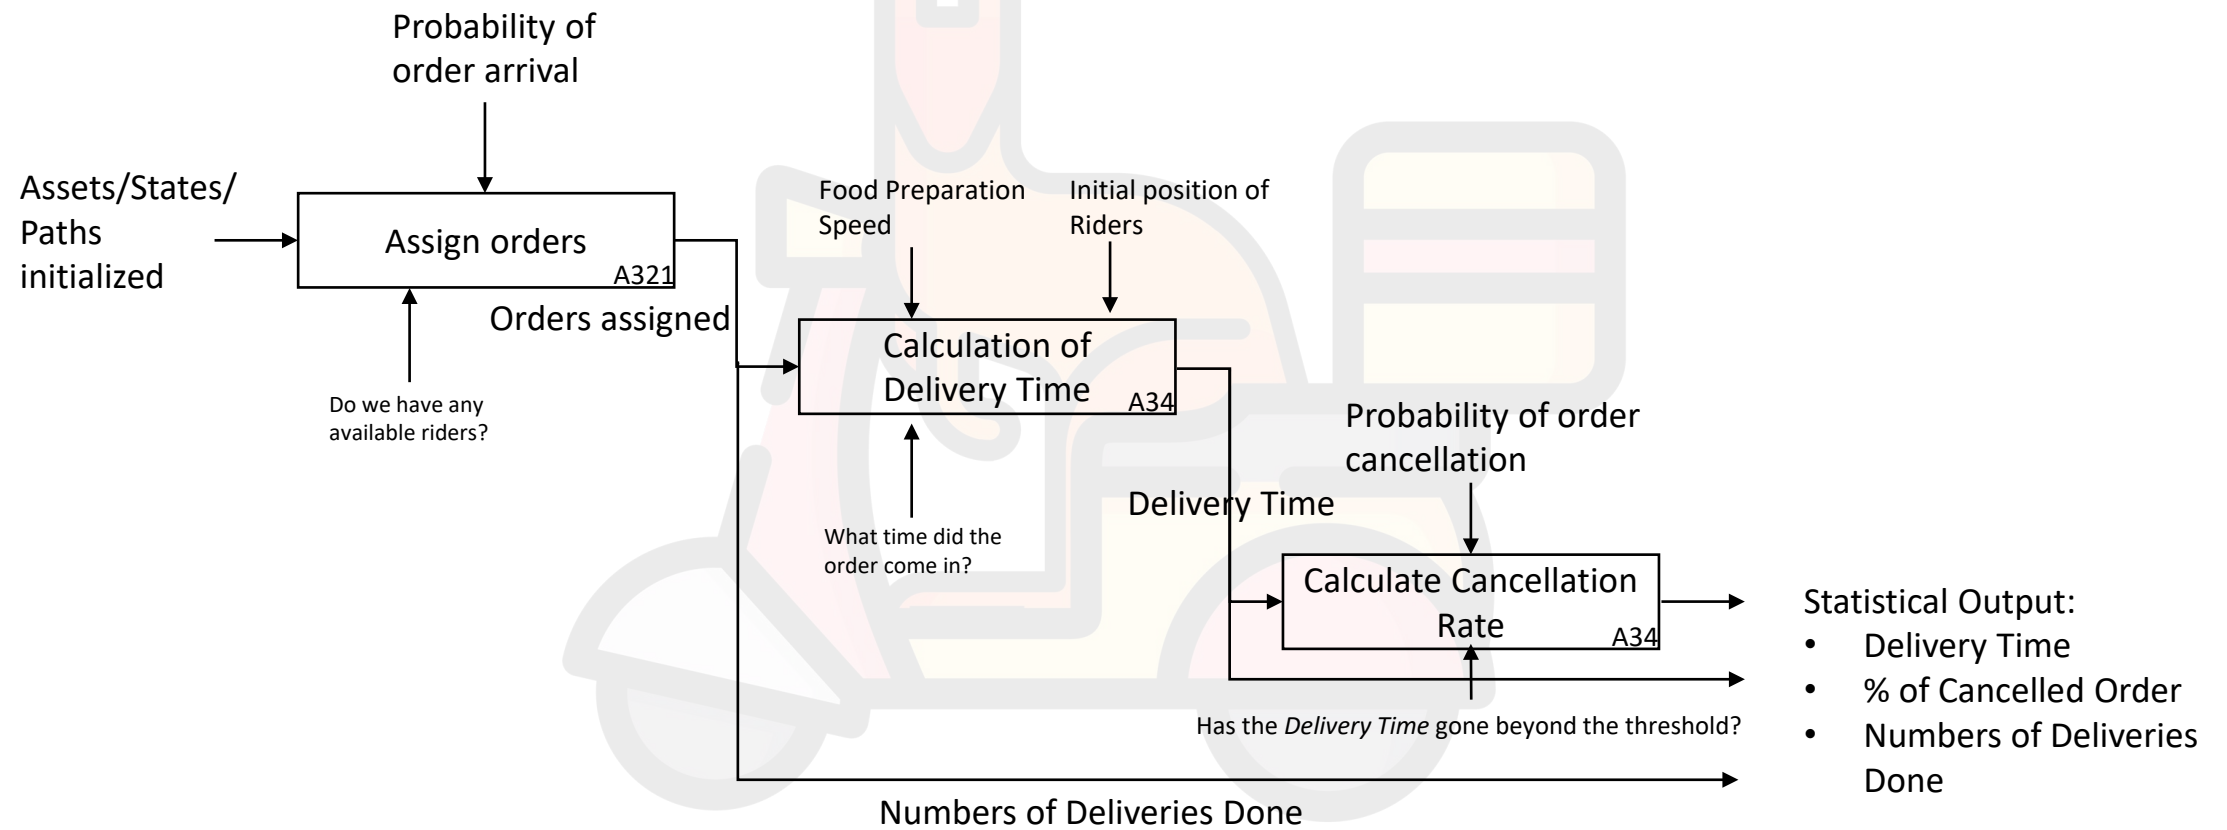 Probability of
order arrival
Assets/States/
Paths
initialized
Assign orders
A321
Orders assigned
Do we have any
available riders?
Food Preparation
Speed
Initial position of
Riders
Calculation of
Delivery Time
A34
What time did the
order come in?
Delivery Time
Probability of order
cancellation
Calculate Cancellation
Rate
A34
Has the Delivery Time gone beyond the threshold?
Numbers of Deliveries Done
Statistical Output:
• Delivery Time
• % of Cancelled Order
• Numbers of Deliveries
Done